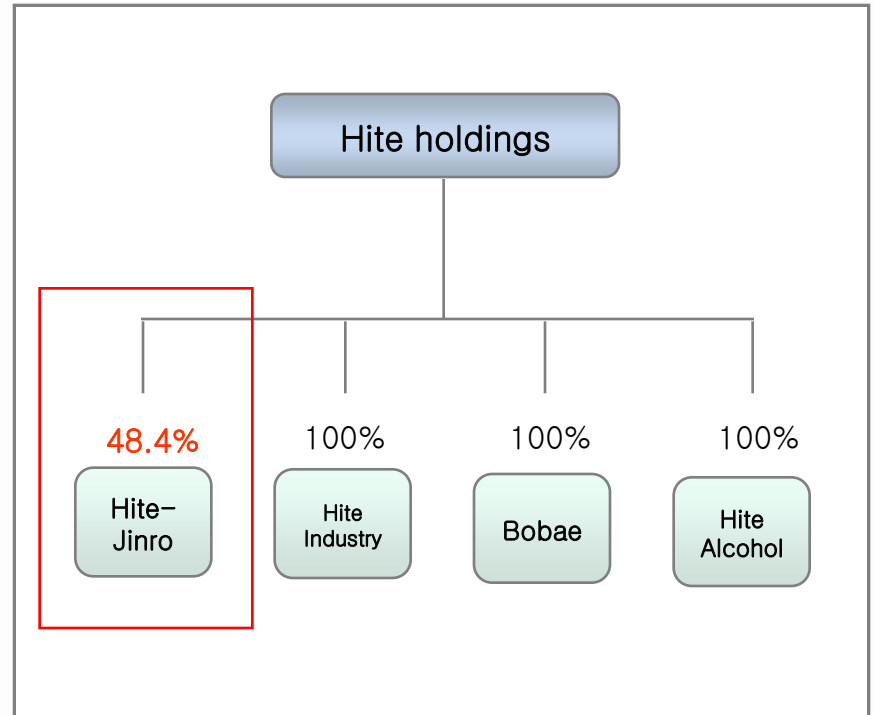 Hite holdings
48.4%
100%
100%
100%
Hite-
Jinro
Hite
Industry
Bobae
Hite
Alcohol